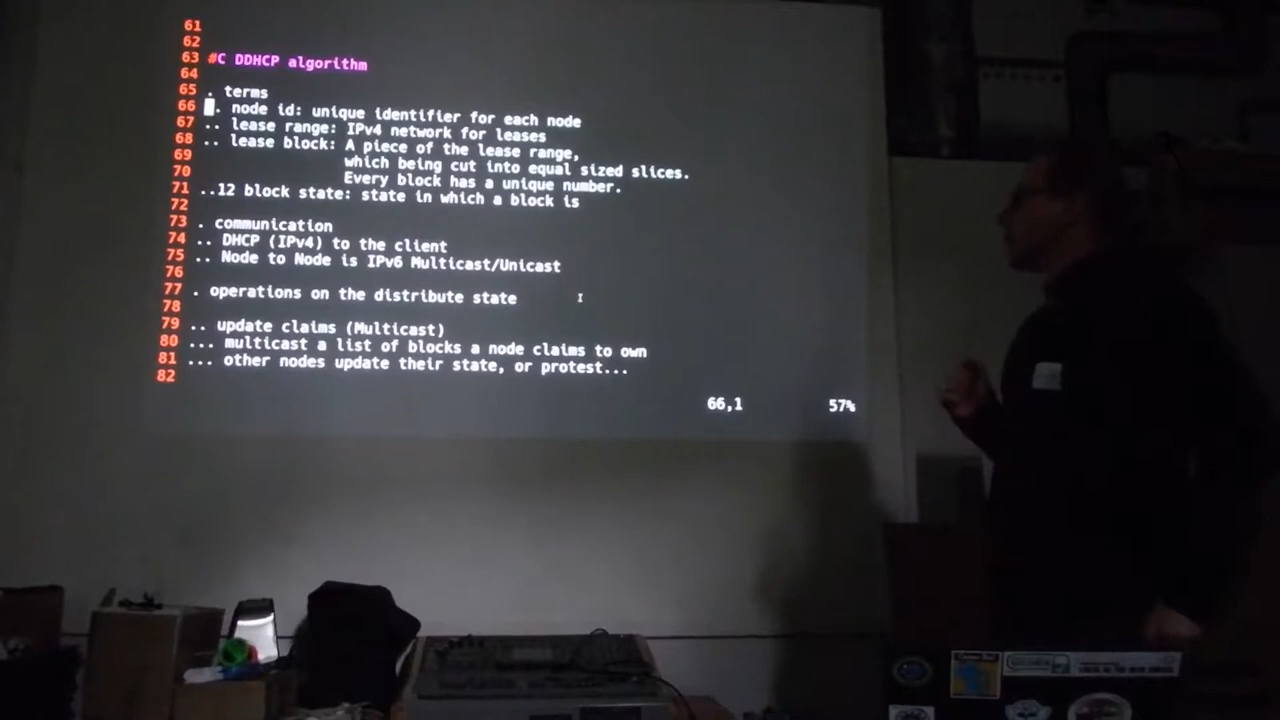 61
62
63 #C DDHCP algorithm
64
65 . terms
66 . node id: unique identifier for each node
67 .. lease range: IPv4 network for leases
68 .. lease block: A piece of the lease range,
69 which being cut into equal sized slices.
70 Every block has a unique number.
71 ..12 block state: state in which a block is
72
73 . communication
74 .. DHCP (IPv4) to the client
75 .. Node to Node is IPv6 Multicast/Unicast
76
77 . operations on the distribute state
78
79 .. update claims (Multicast)
80 ... multicast a list of blocks a node claims to own
81 ... other nodes update their state, or protest...
82
66,1 57%